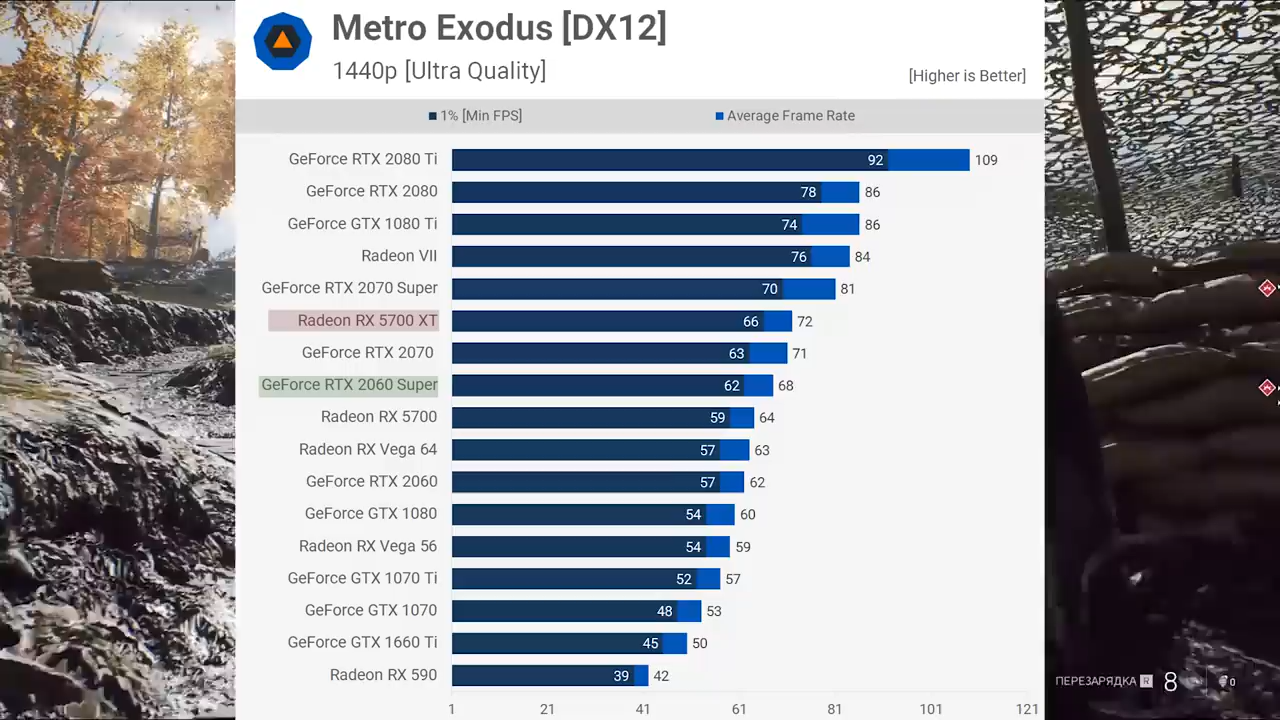 Metro Exodus [DX12]
1440p [Ultra Quality]
[Higher is Better]
1% [Min FPS] Average Frame Rate
GeForce RTX 2080 Ti 92 109
GeForce RTX 2080 78 86
GeForce GTX 1080 Ti 74 86
Radeon VII 76 84
GeForce RTX 2070 Super 70 81
Radeon RX 5700 XT 66 72
GeForce RTX 2070 63 71
GeForce RTX 2060 Super 62 68
Radeon RX 5700 59 64
Radeon RX Vega 64 57 63
GeForce RTX 2060 57 62
GeForce GTX 1080 54 60
Radeon RX Vega 56 54 59
GeForce GTX 1070 Ti 52 57
GeForce GTX 1070 48 53
GeForce GTX 1660 Ti 45 50
Radeon RX 590 39 42
1 21 41 61 81 101 121
ПЕРЕЗАРЯДКА R 8 0